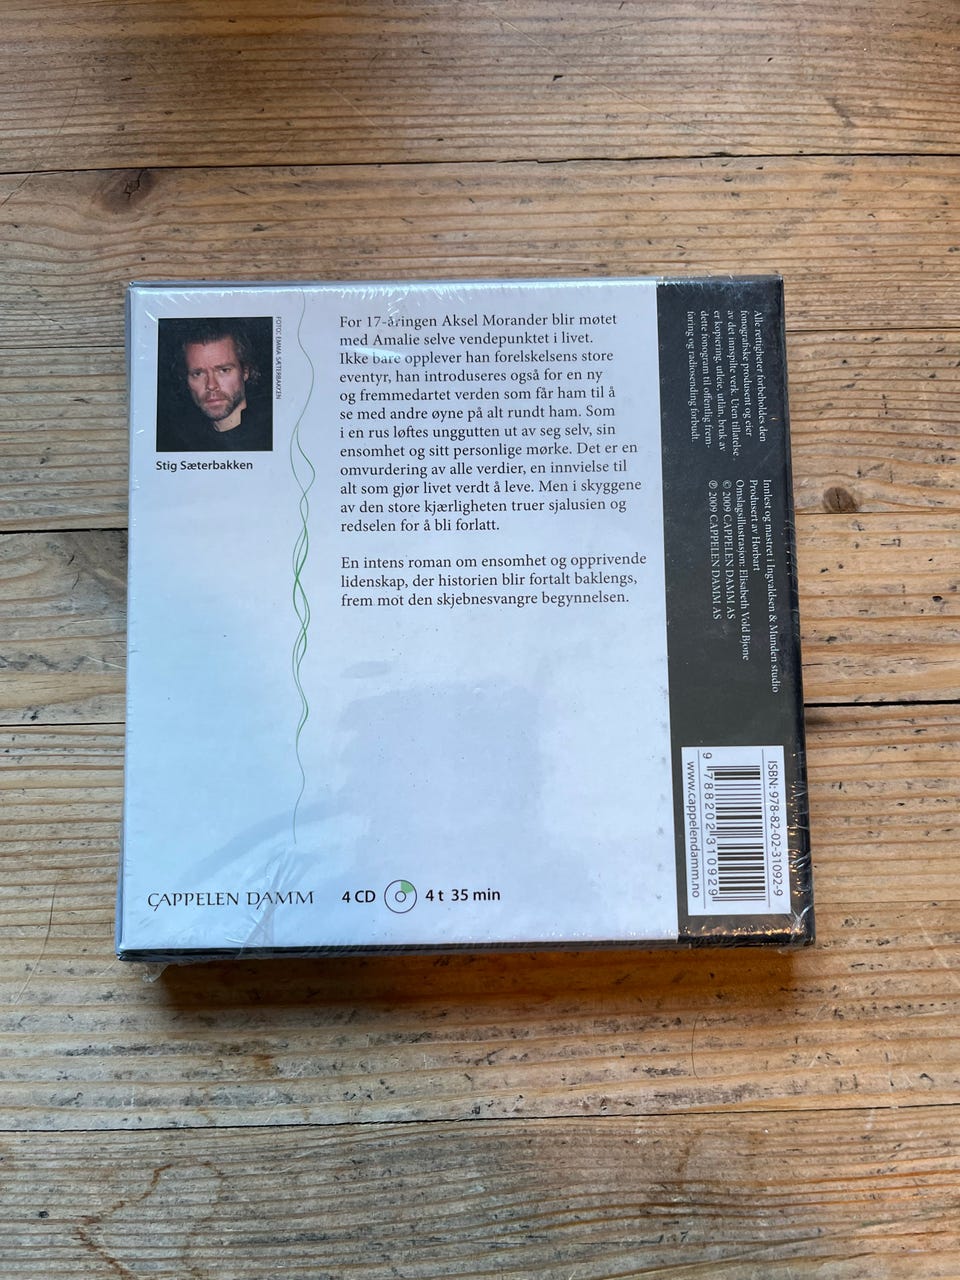 FOTO: EMMA SÆTERBAKKEN
Stig Sæterbakken
For 17-åringen Aksel Morander blir møtet
med Amalie selve vendepunktet i livet.
Ikke bare opplever han forelskelsens store
eventyr, han introduseres også for en ny
og fremmedartet verden som får ham til å
se med andre øyne på alt rundt ham. Som
i en rus løftes unggutten ut av seg selv, sin
ensomhet og sitt personlige mørke. Det er en
omvurdering av alle verdier, en innvielse til
alt som gjør livet verdt å leve. Men i skyggene
av den store kjærligheten truer sjalusien og
redselen for å bli forlatt.
En intens roman om ensomhet og opprivende
lidenskap, der historien blir fortalt baklengs,
frem mot den skjebnesvangre begynnelsen.
CAPPELEN DAMM
4 CD
4 t 35 min
Alle rettigheter forbeholdes den
fonografiske produsent og eier
av det innspilte verk. Uten tillatelse
er kopiering, utleie, utlån, bruk av
dette fonogram til offentlig frem-
føring og radiosending forbudt.
Innlest og mastret i Ingvaldsen & Munden studio
Produsert av Hørbart
Omslagsillustrasjon: Elisabeth Vold Bjone
© 2009 CAPPELEN DAMM AS
℗ 2009 CAPPELEN DAMM AS
ISBN: 978-82-02-31092-9
9 788202 310929
www.cappelendamm.no